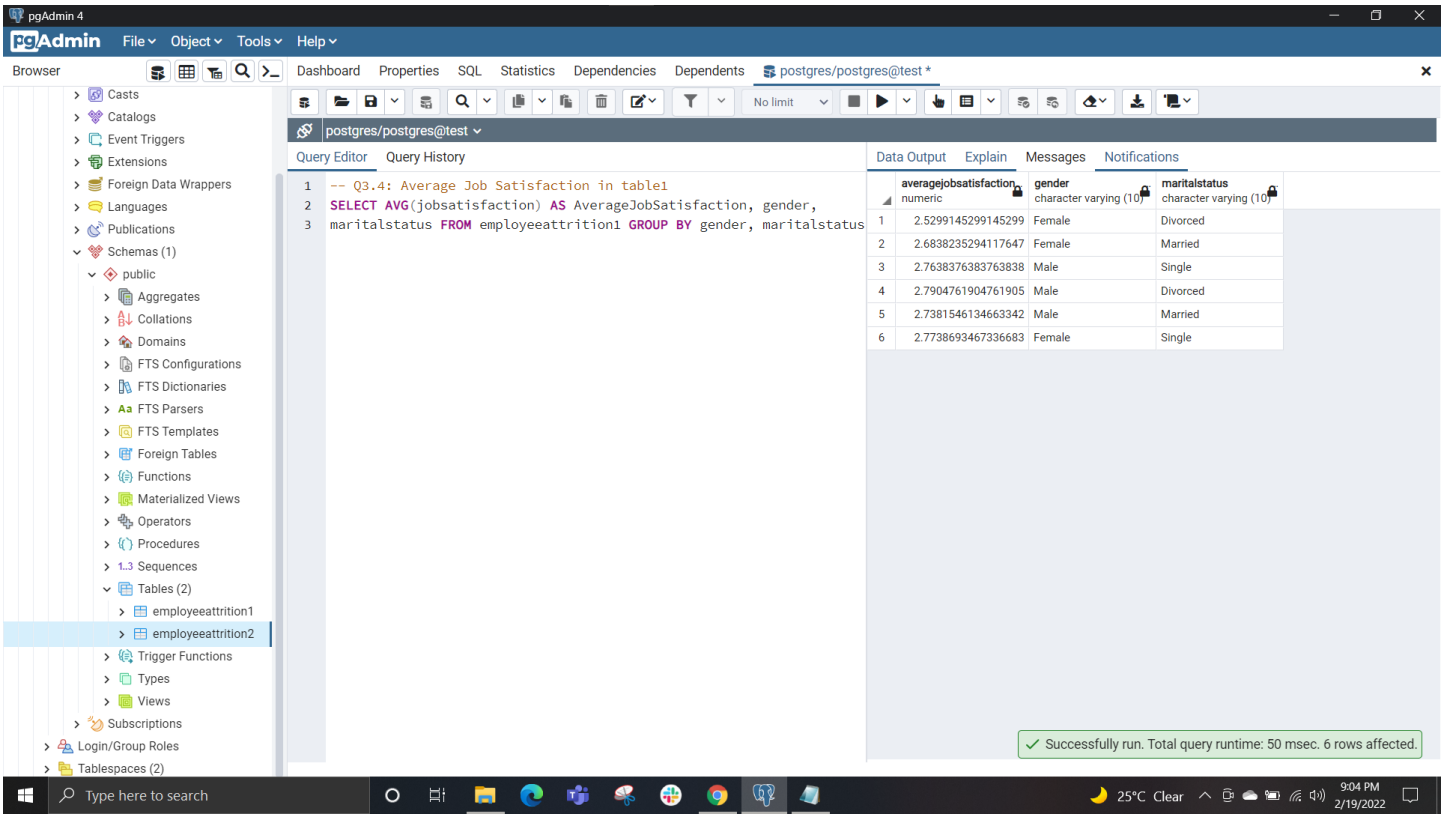 pgAdmin 4
pgAdmin File Object Tools Help
Browser
Dashboard Properties SQL Statistics Dependencies Dependents postgres/postgres@test *
No limit
postgres/postgres@test
Casts
Catalogs
Event Triggers
Extensions
Foreign Data Wrappers
Languages
Publications
Schemas (1)
public
Aggregates
Collations
Domains
FTS Configurations
FTS Dictionaries
Aa FTS Parsers
FTS Templates
Foreign Tables
Functions
Materialized Views
Operators
Procedures
1..3 Sequences
Tables (2)
employeeattrition1
employeeattrition2
Trigger Functions
Types
Views
Subscriptions
Login/Group Roles
Tablespaces (2)
Query Editor Query History
1 -- Q3.4: Average Job Satisfaction in table1
2 SELECT AVG(jobsatisfaction) AS AverageJobSatisfaction, gender,
3 maritalstatus FROM employeeattrition1 GROUP BY gender, maritalstatus
Data Output Explain Messages Notifications
averagejobsatisfaction gender maritalstatus
numeric character varying (10) character varying (10)
1 2.5299145299145299 Female Divorced
2 2.6838235294117647 Female Married
3 2.7638376383763838 Male Single
4 2.7904761904761905 Male Divorced
5 2.7381546134663342 Male Married
6 2.7738693467336683 Female Single
Successfully run. Total query runtime: 50 msec. 6 rows affected.
Type here to search
25°C Clear
9:04 PM
2/19/2022